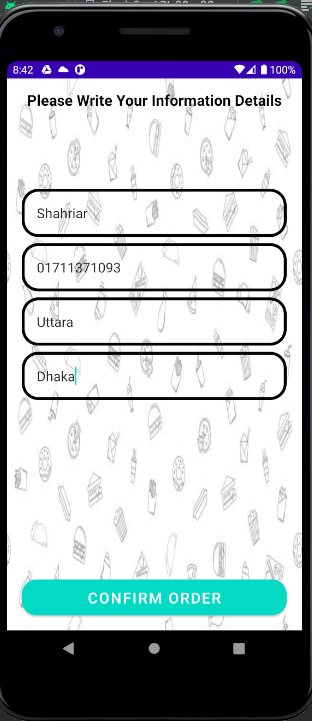 8:42 100%
Please Write Your Information Details
Shahriar
01711371093
Uttara
Dhaka
CONFIRM ORDER